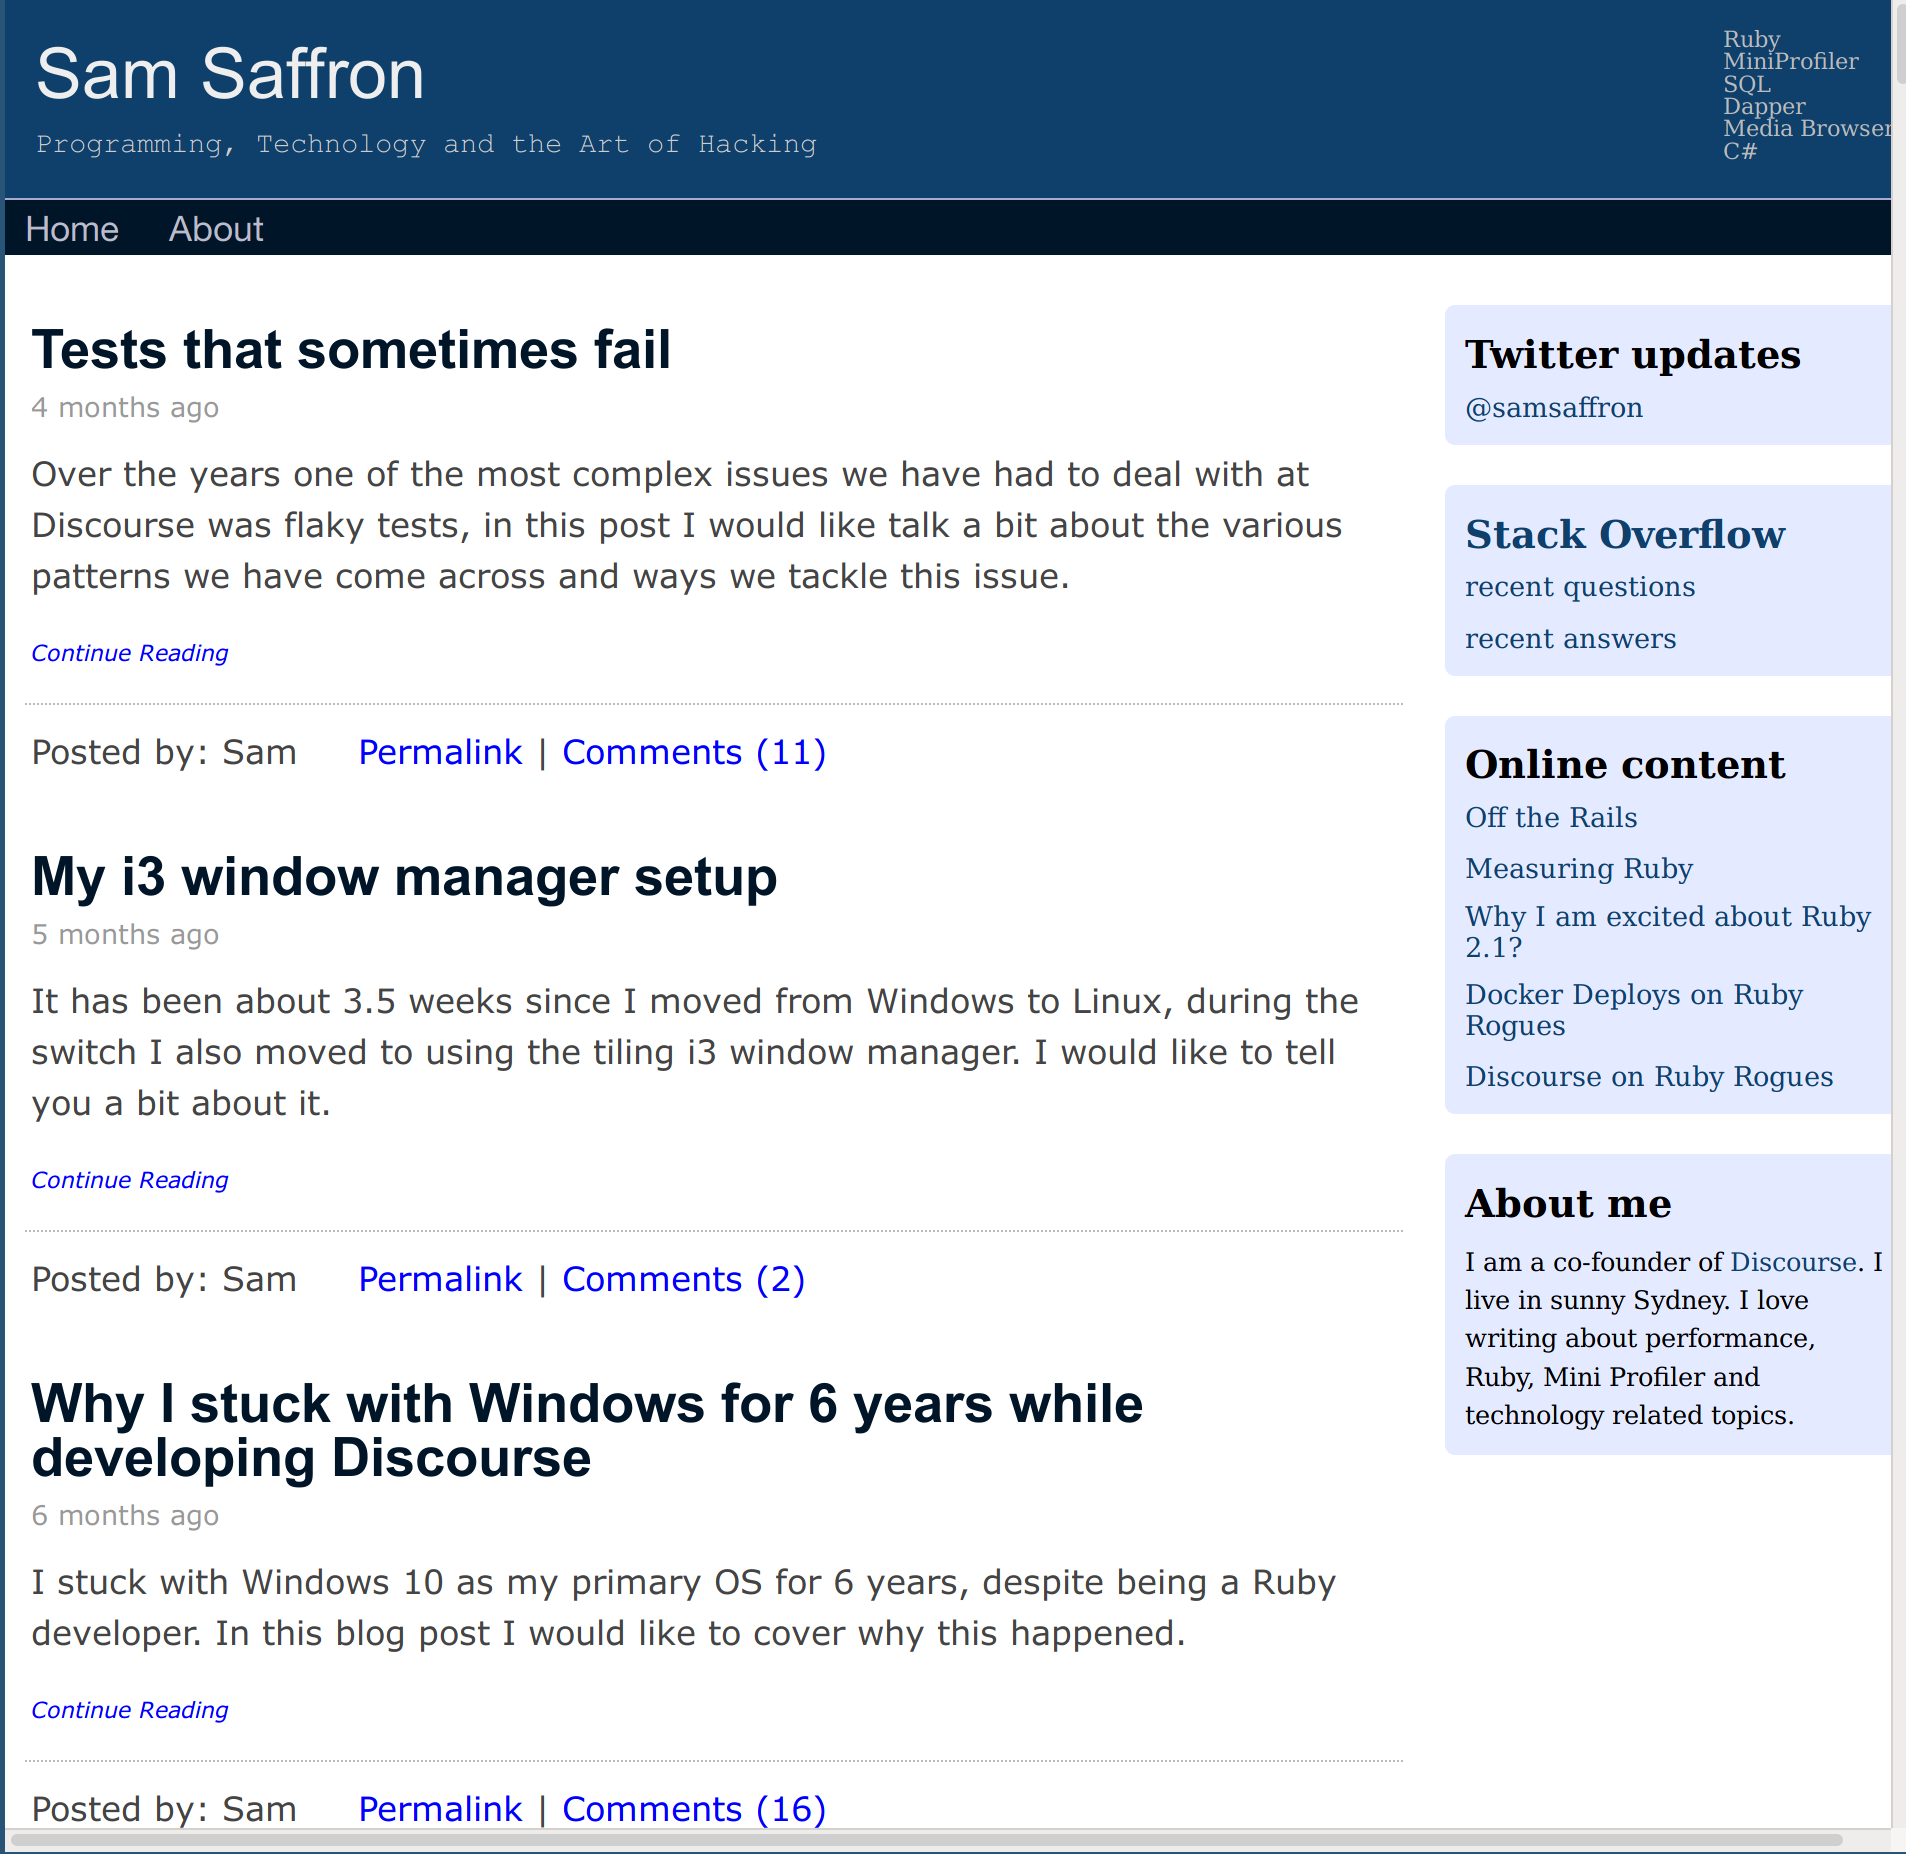 Sam Saffron
Programming, Technology and the Art of Hacking
Ruby
MiniProfiler
SQL
Dapper
Media Browser
C#
Home About
Tests that sometimes fail
4 months ago
Over the years one of the most complex issues we have had to deal with at
Discourse was flaky tests, in this post I would like talk a bit about the various
patterns we have come across and ways we tackle this issue.
Continue Reading
Posted by: Sam Permalink | Comments (11)
My i3 window manager setup
5 months ago
It has been about 3.5 weeks since I moved from Windows to Linux, during the
switch I also moved to using the tiling i3 window manager. I would like to tell
you a bit about it.
Continue Reading
Posted by: Sam Permalink | Comments (2)
Why I stuck with Windows for 6 years while
developing Discourse
6 months ago
I stuck with Windows 10 as my primary OS for 6 years, despite being a Ruby
developer. In this blog post I would like to cover why this happened.
Continue Reading
Posted by: Sam Permalink | Comments (16)
Twitter updates
@samsaffron
Stack Overflow
recent questions
recent answers
Online content
Off the Rails
Measuring Ruby
Why I am excited about Ruby
2.1?
Docker Deploys on Ruby
Rogues
Discourse on Ruby Rogues
About me
I am a co-founder of Discourse. I
live in sunny Sydney. I love
writing about performance,
Ruby, Mini Profiler and
technology related topics.